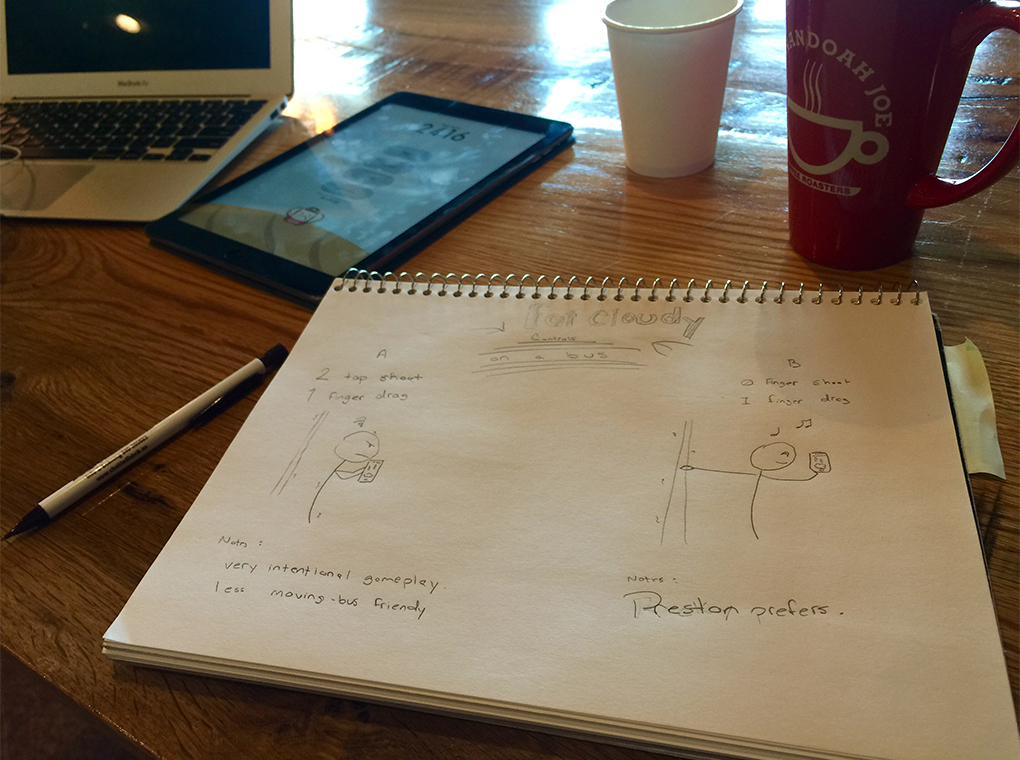 MacBook Air
2416
ANDOAH JOE
ROASTERS
fat cloudy
Controls
on a bus
A
2 tap shoot
1 finger drag
B
0 finger shoot
1 finger drag
Notes :
very intentional gameplay.
less moving-bus friendly
Notes :
Preston prefers.